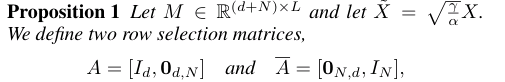 Proposition 1 Let M ∈ ℝ^{(d+N)×L} and let X̃ = √(γ/α) X.
We define two row selection matrices,
A = [I_d, 0_{d,N}] and A̅ = [0_{N,d}, I_N],